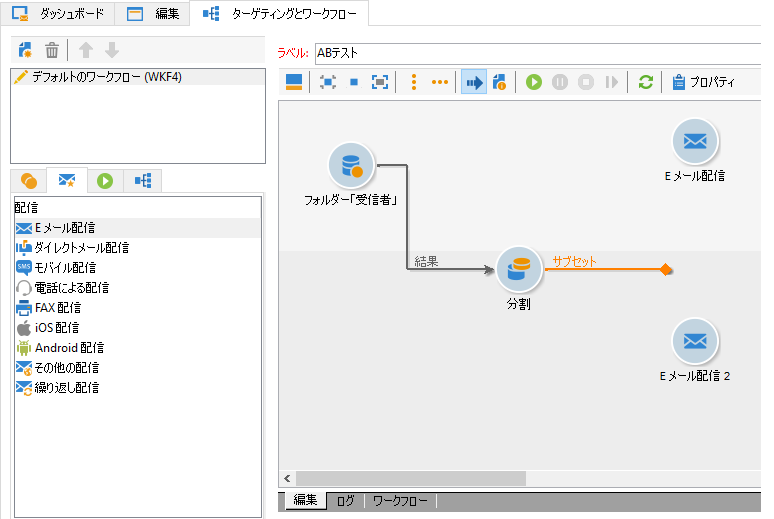 ダッシュボード
編集
ターゲティングとワークフロー
ラベル:
ABテスト
デフォルトのワークフロー (WKF4)
プロパティ
配信
E メール配信
ダイレクトメール配信
SMS
モバイル配信
電話による配信
FAX 配信
iOS 配信
Android 配信
その他の配信
繰り返し配信
フォルダー「受信者」
結果
分割
サブセット
E メール配信
E メール配信 2
編集
ログ
ワークフロー